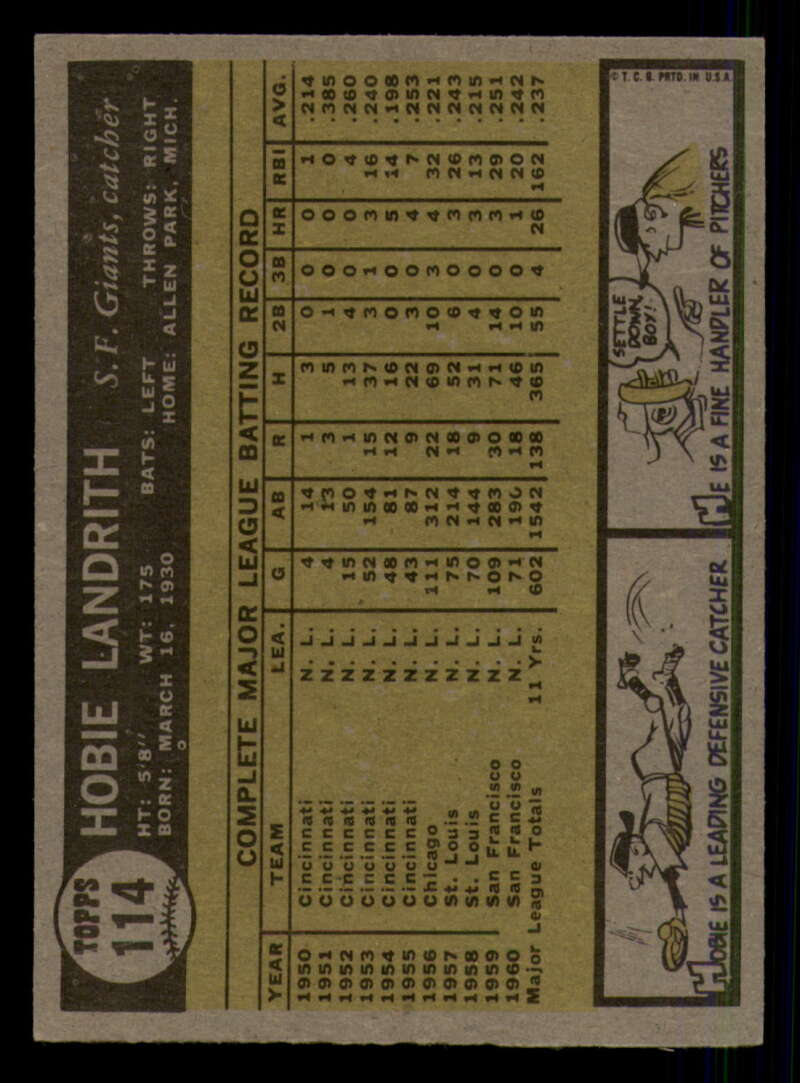 TOPPS
114
HOBIE LANDRITH S. F. Giants, catcher
HT: 5'8" WT: 175 BATS: LEFT THROWS: RIGHT
BORN: MARCH 16, 1930 HOME: ALLEN PARK, MICH.
COMPLETE MAJOR LEAGUE BATTING RECORD
YEAR TEAM LEA. G AB R H 2B 3B HR RBI AVG.
1950 Cincinnati N. L. 4 14 1 3 0 0 0 1 .214
1951 Cincinnati N. L. 4 13 3 5 1 0 0 0 .385
1952 Cincinnati N. L. 15 50 1 13 4 0 0 4 .260
1953 Cincinnati N. L. 52 154 15 37 3 1 3 16 .240
1954 Cincinnati N. L. 48 81 12 16 0 0 5 14 .198
1955 Cincinnati N. L. 43 87 9 22 3 0 4 7 .253
1956 Chicago N. L. 111 312 22 69 10 3 4 32 .221
1957 St. Louis N. L. 75 214 18 52 6 0 3 26 .243
1958 St. Louis N. L. 70 144 9 31 4 0 3 13 .215
1959 San Francisco N. L. 109 283 30 71 14 0 3 29 .251
1960 San Francisco N. L. 71 190 18 46 10 0 1 20 .242
Major League Totals 11 Yrs. 602 1542 138 365 55 4 26 162 .237
HOBIE IS A LEADING DEFENSIVE CATCHER.
SETTLE
DOWN,
BOY!
HE IS A FINE HANDLER OF PITCHERS
© T. C. G. PRTD. IN U.S.A.